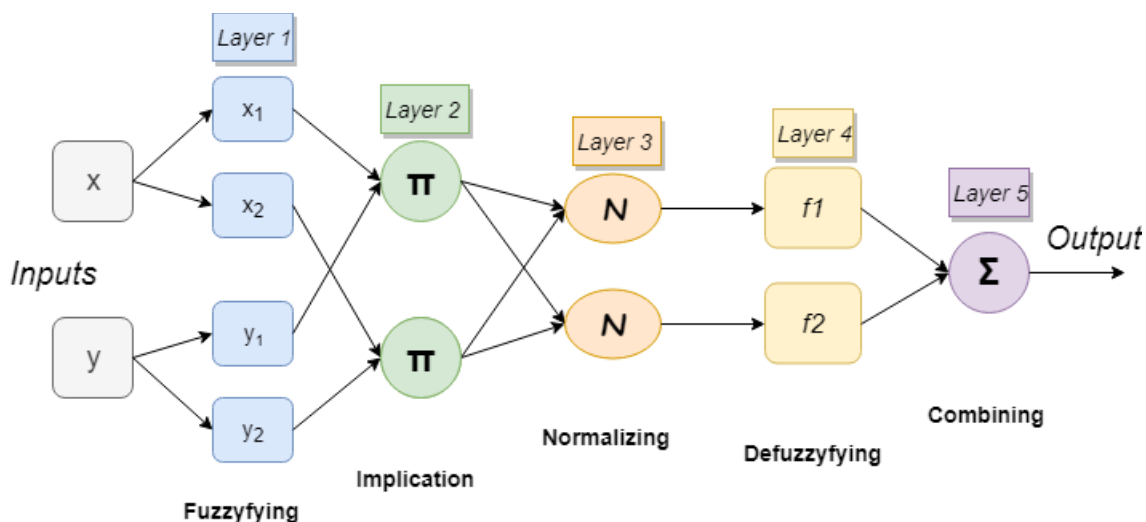 Layer 1
Layer 2
Layer 3
Layer 4
Layer 5
x
y
Inputs
x1
x2
y1
y2
π
π
N
N
f1
f2
Σ
Output
Fuzzyfying
Implication
Normalizing
Defuzzyfying
Combining